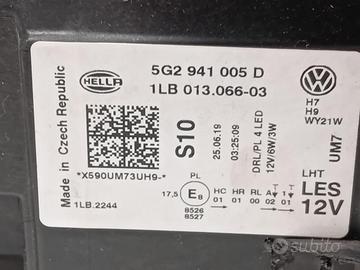 HELLA
5G2 941 005 D
1LB 013.066-03
Made in Czech Republic
S10
25.06.19
03:25:09
DRL/PL 4 LED
12V/6W/3W
H7
H9
WY21W
UM7
*X590UM73UH9-*
1LB.2244
PL
17,5
E8
8526
8527
HC HR RL A 1 T
01 01 00 02 01
LHT
LES
12V
subito